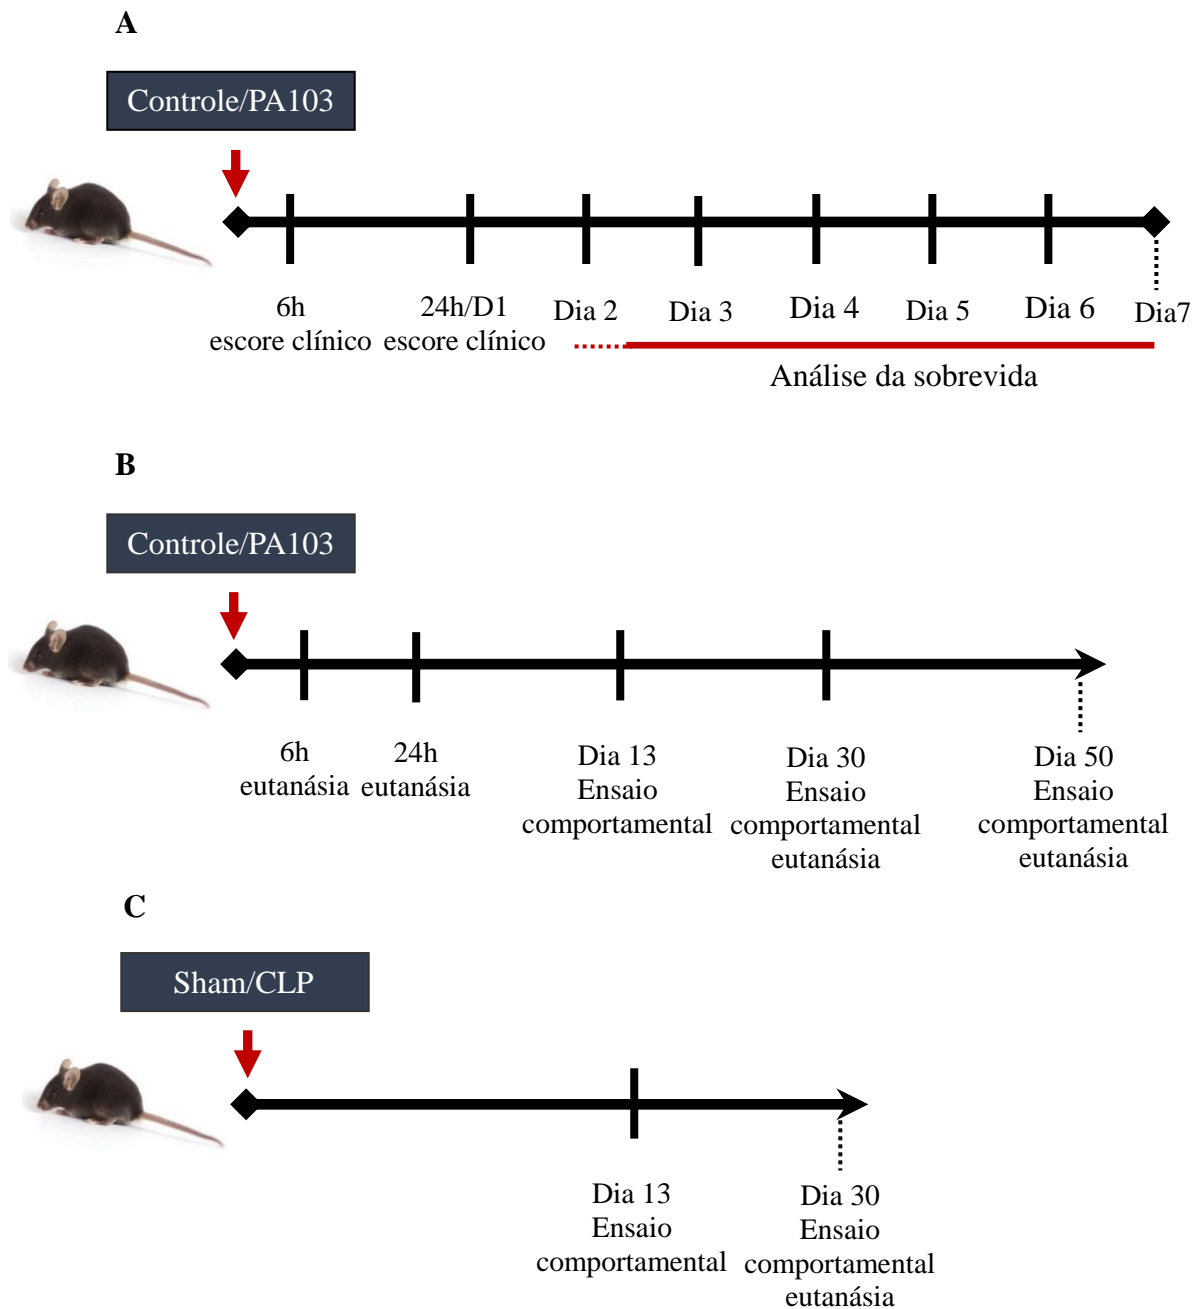 A
Controle/PA103
6h
escore clínico
24h/D1
escore clínico
Dia 2
Dia 3
Dia 4
Dia 5
Dia 6
Dia7
Análise da sobrevida
B
Controle/PA103
6h
eutanásia
24h
eutanásia
Dia 13
Ensaio
comportamental
Dia 30
Ensaio
comportamental
eutanásia
Dia 50
Ensaio
comportamental
eutanásia
C
Sham/CLP
Dia 13
Ensaio
comportamental
Dia 30
Ensaio
comportamental
eutanásia